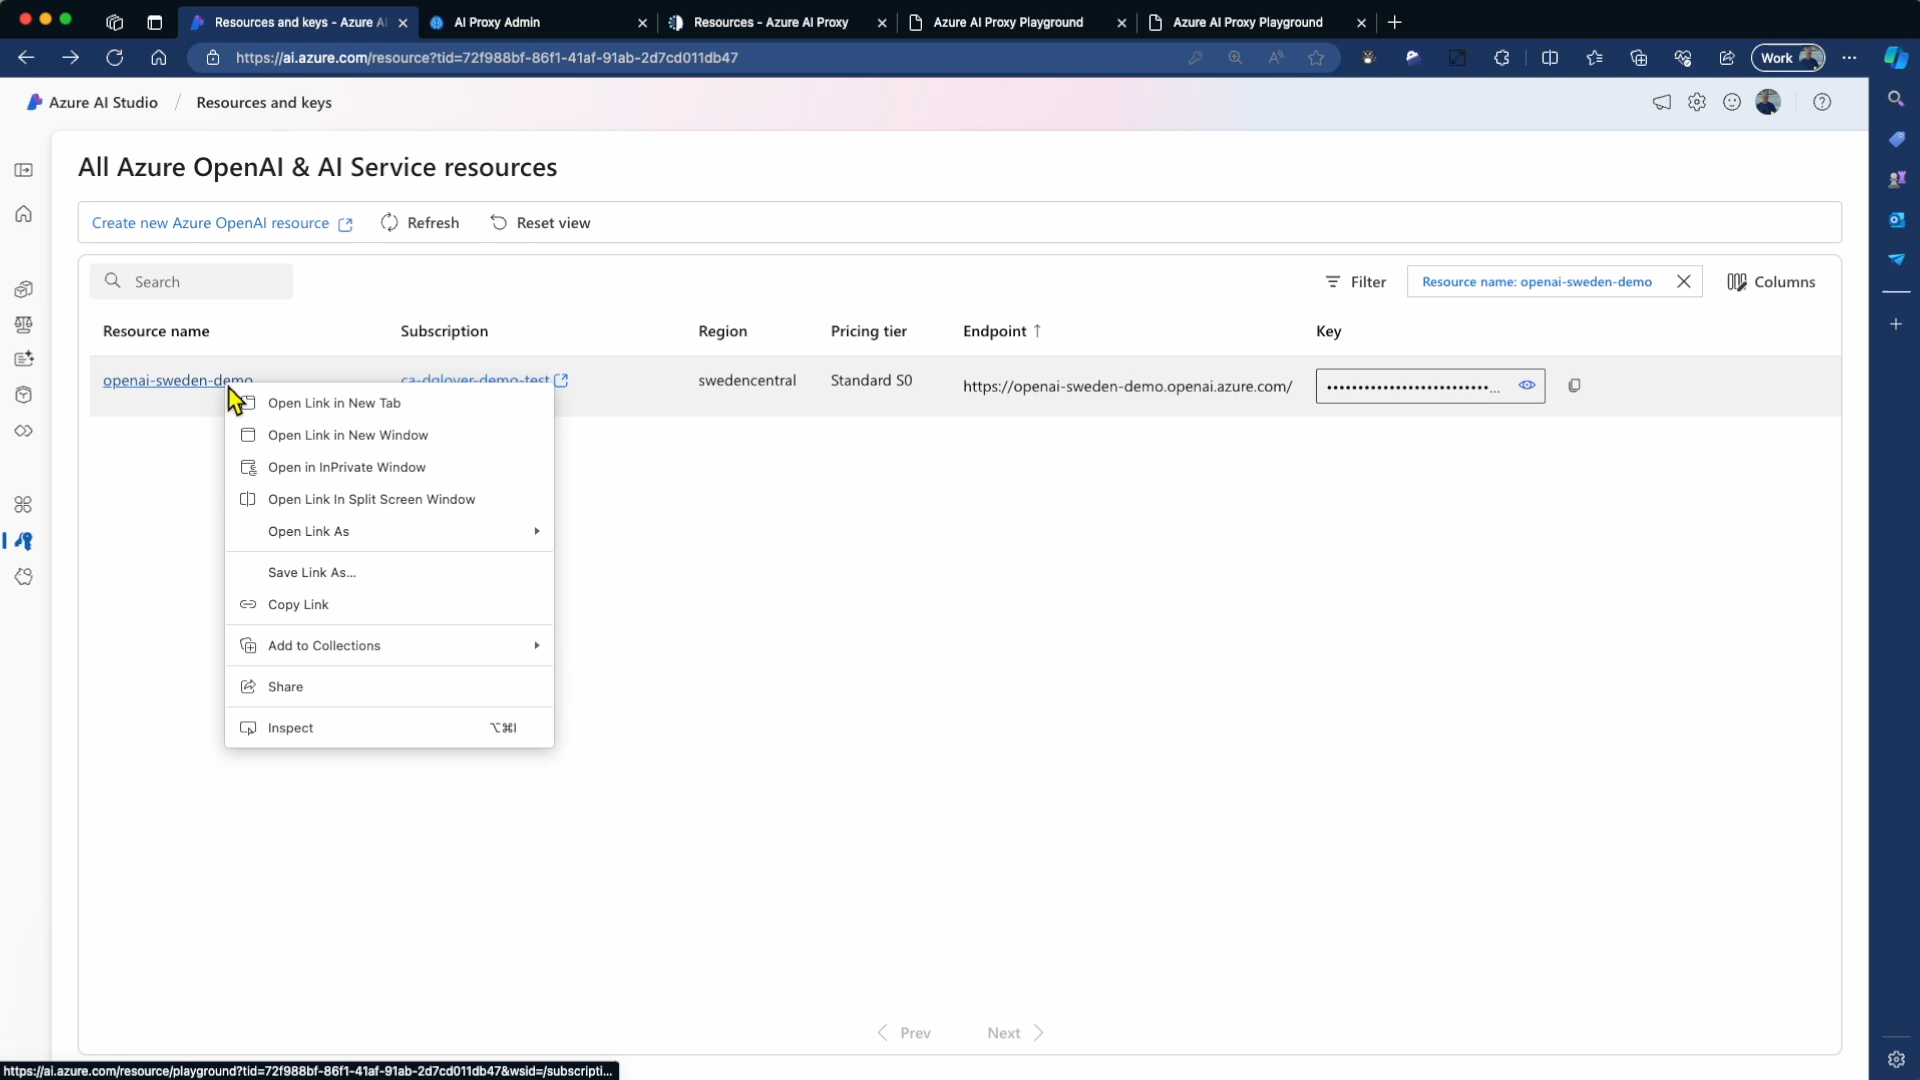 Resources and keys - Azure AI
AI Proxy Admin
Resources - Azure AI Proxy
Azure AI Proxy Playground
Azure AI Proxy Playground
https://ai.azure.com/resource?tid=72f988bf-86f1-41af-91ab-2d7cd011db47
Work
Azure AI Studio / Resources and keys
All Azure OpenAI & AI Service resources
Create new Azure OpenAI resource
Refresh
Reset view
Search
Filter
Resource name: openai-sweden-demo
Columns
Resource name
Subscription
Region
Pricing tier
Endpoint ↑
Key
openai-sweden-demo
ca-dglover-demo-test
swedencentral
Standard S0
https://openai-sweden-demo.openai.azure.com/
Open Link in New Tab
Open Link in New Window
Open in InPrivate Window
Open Link In Split Screen Window
Open Link As
Save Link As...
Copy Link
Add to Collections
Share
Inspect ⌥⌘I
Prev
Next
https://ai.azure.com/resource/playground?tid=72f988bf-86f1-41af-91ab-2d7cd011db47&wsid=/subscripti...